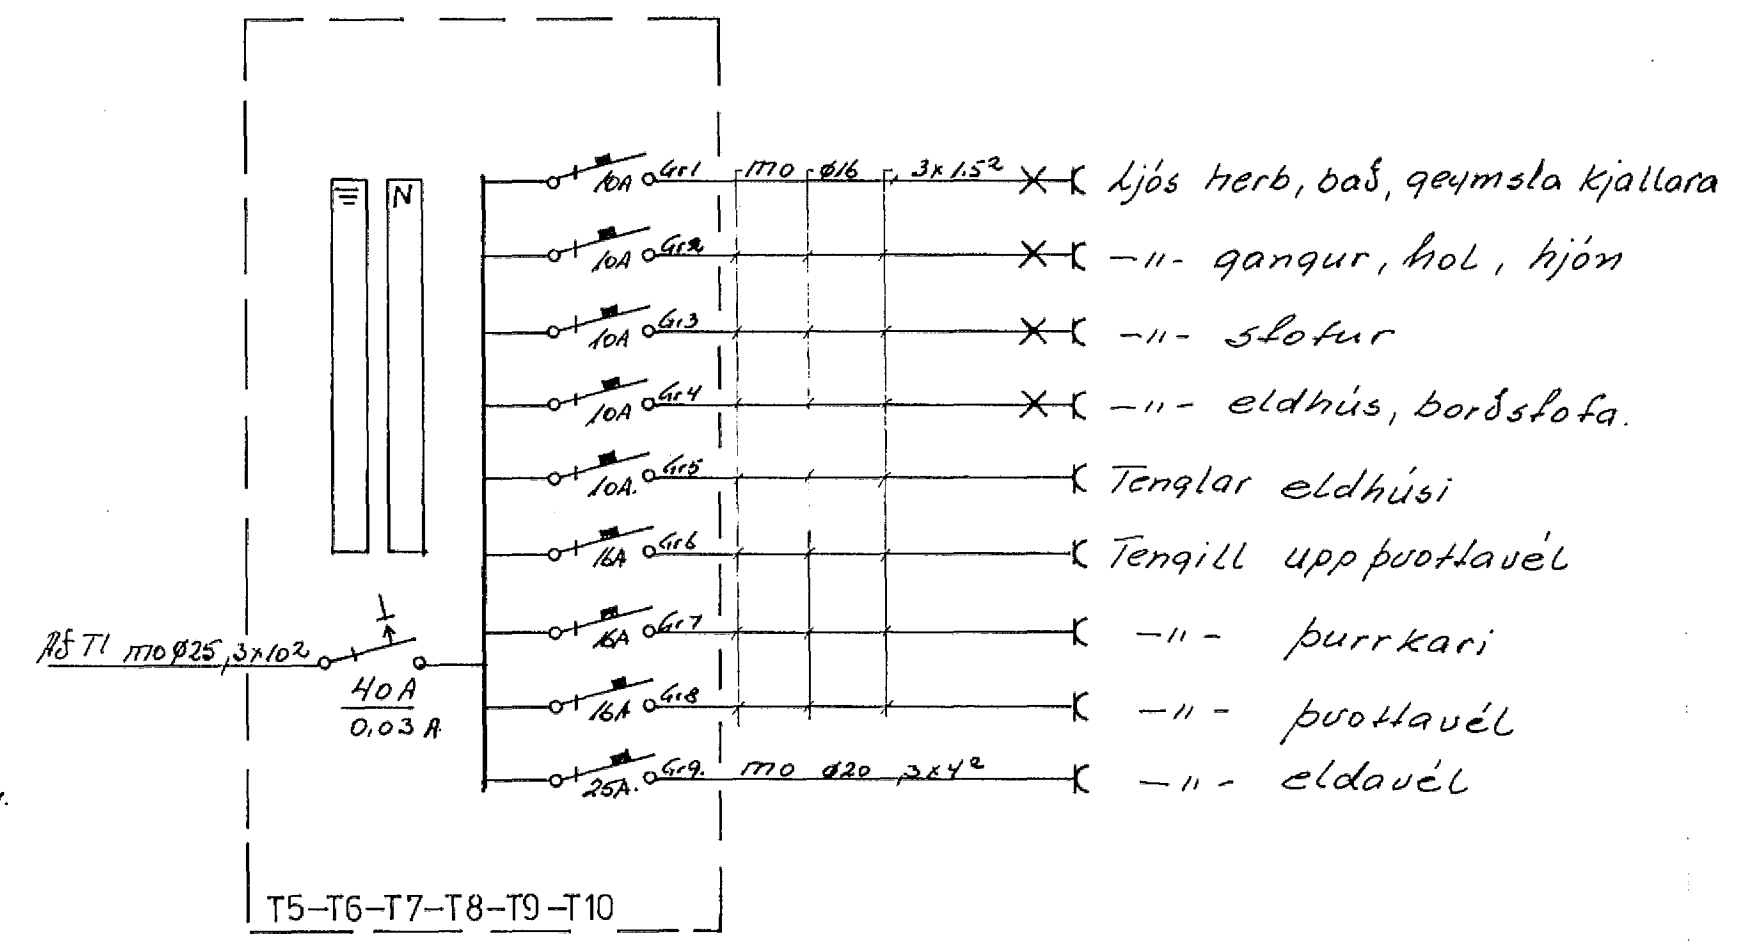 10A Gr1 mo ø16, 3x1.5² Ljós herb, bað, geymsla kjallara
N
10A Gr2 -"- gangur, hol, hjón
10A Gr3 -"- stofur
10A Gr4 -"- eldhús, borðstofa.
10A. Gr5 Tenglar eldhúsi
16A Gr6 Tengill uppþvottavél
16A Gr7 -"- þurrkari
Af T1 mo ø25, 3x10²
40A
0,03A
16A Gr8 -"- þvottavél
25A. Gr9. mo ø20, 3x4² -"- eldavél
T5-T6-T7-T8-T9-T10